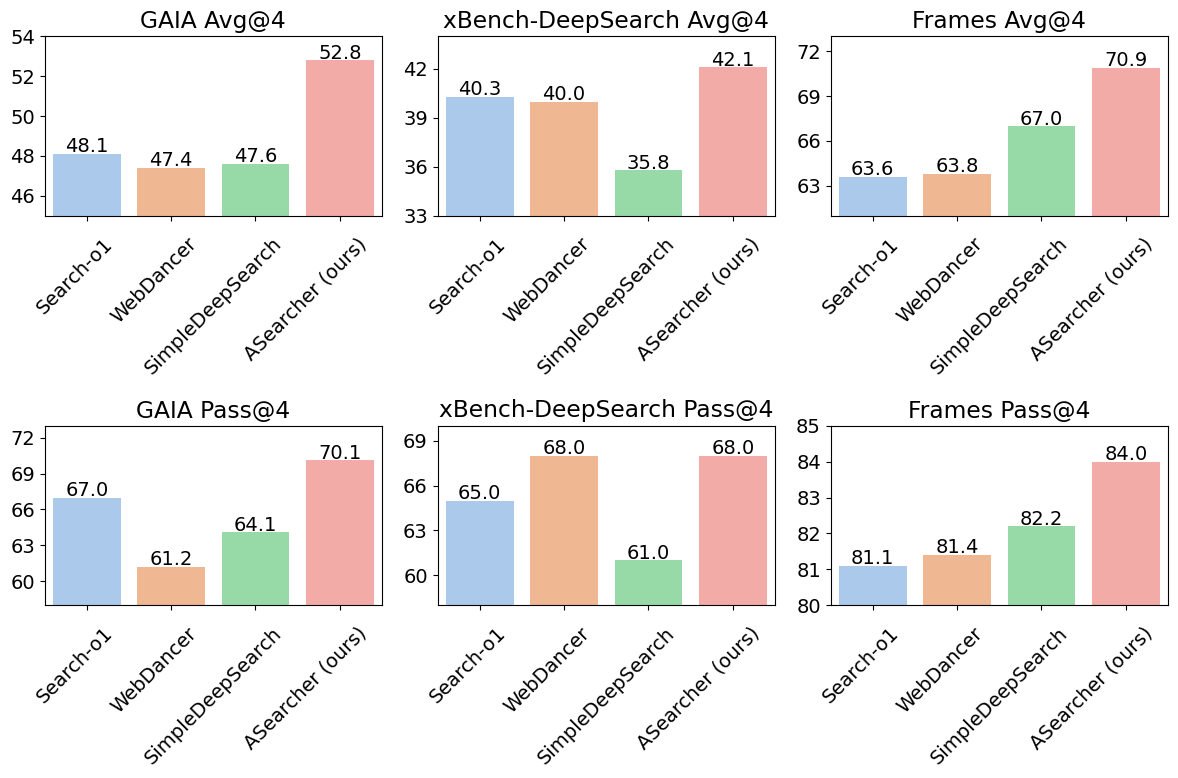 GAIA Avg@4
54
52
50
48
46
48.1
47.4
47.6
52.8
Search-o1
WebDancer
SimpleDeepSearch
ASearcher (ours)
xBench-DeepSearch Avg@4
42
39
36
33
40.3
40.0
35.8
42.1
Search-o1
WebDancer
SimpleDeepSearch
ASearcher (ours)
Frames Avg@4
72
69
66
63
63.6
63.8
67.0
70.9
Search-o1
WebDancer
SimpleDeepSearch
ASearcher (ours)
GAIA Pass@4
72
69
66
63
60
67.0
61.2
64.1
70.1
Search-o1
WebDancer
SimpleDeepSearch
ASearcher (ours)
xBench-DeepSearch Pass@4
69
66
63
60
65.0
68.0
61.0
68.0
Search-o1
WebDancer
SimpleDeepSearch
ASearcher (ours)
Frames Pass@4
85
84
83
82
81
80
81.1
81.4
82.2
84.0
Search-o1
WebDancer
SimpleDeepSearch
ASearcher (ours)